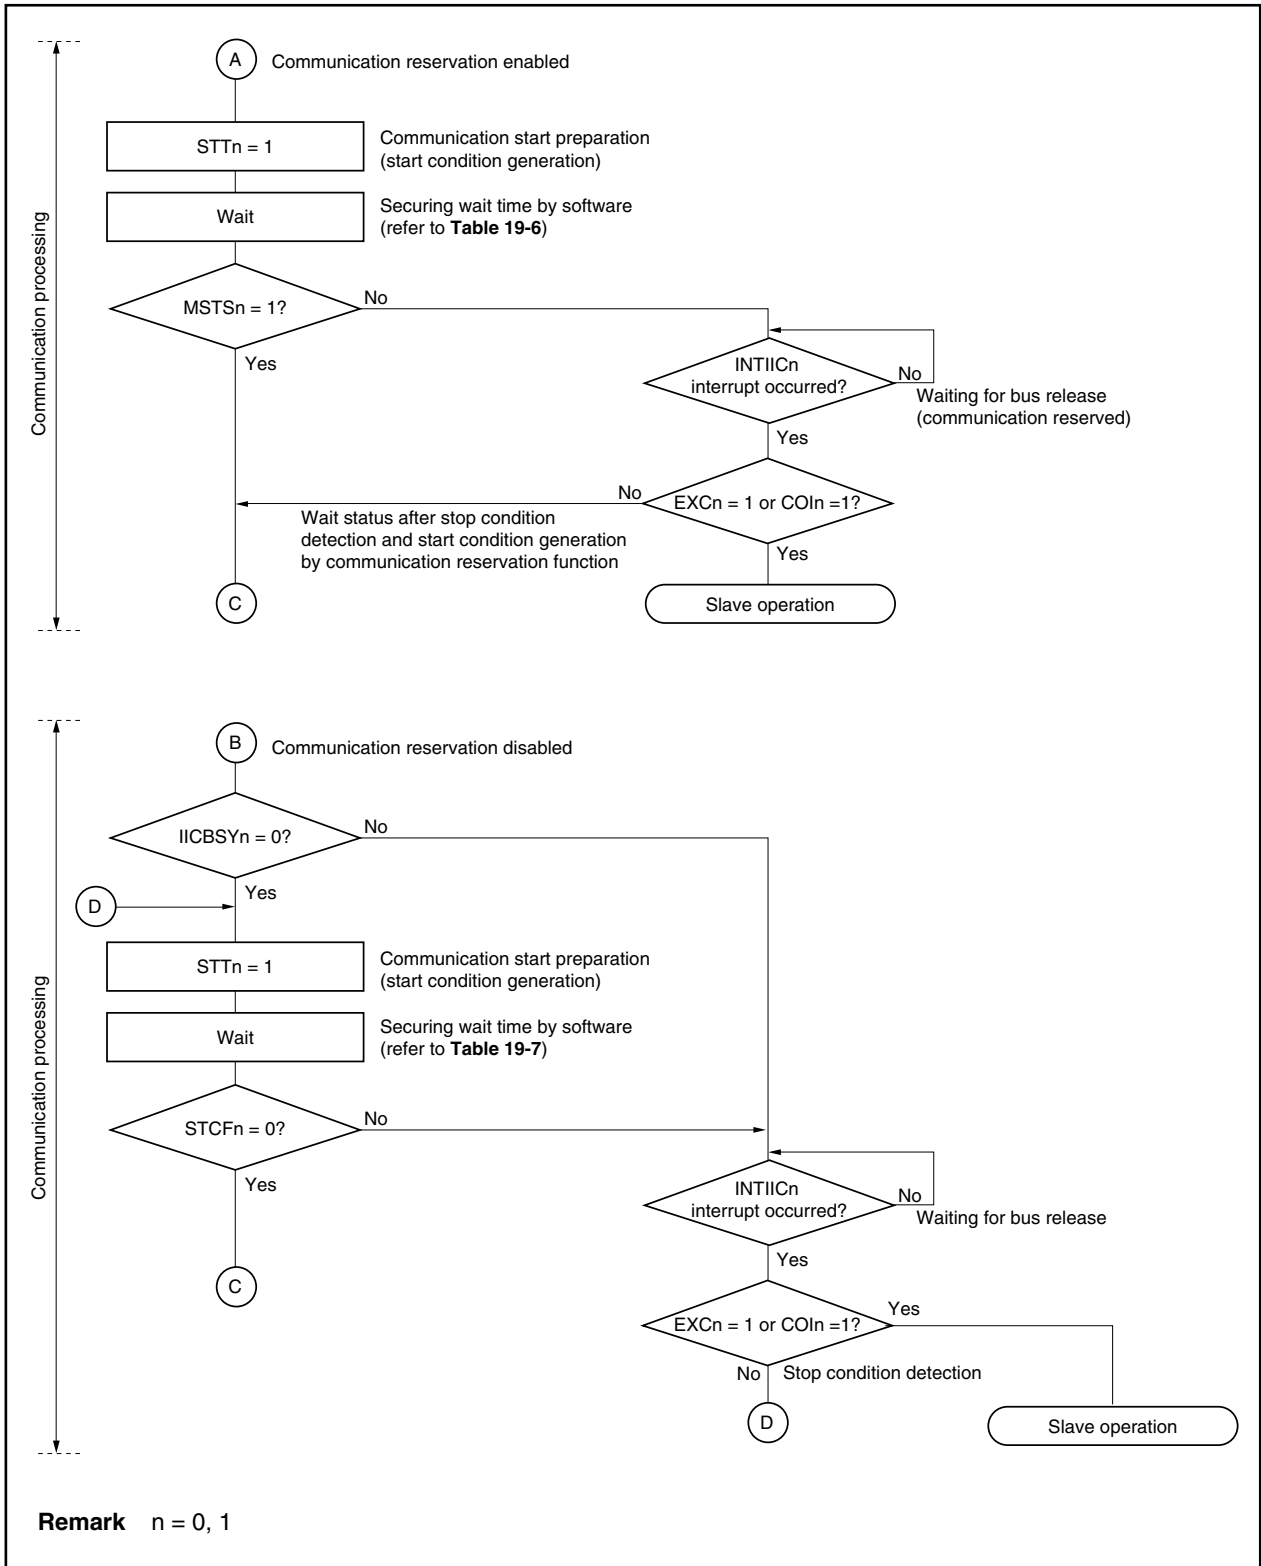 A
Communication reservation enabled
STTn = 1
Communication start preparation
(start condition generation)
Wait
Securing wait time by software
(refer to Table 19-6)
MSTSn = 1?
No
Yes
INTIICn
interrupt occurred?
No
Waiting for bus release
(communication reserved)
Yes
EXCn = 1 or COIn =1?
No
Wait status after stop condition
detection and start condition generation
by communication reservation function
Yes
C
Slave operation
Communication processing
B
Communication reservation disabled
IICBSYn = 0?
No
Yes
D
STTn = 1
Communication start preparation
(start condition generation)
Wait
Securing wait time by software
(refer to Table 19-7)
STCFn = 0?
No
Yes
INTIICn
interrupt occurred?
No
Waiting for bus release
Yes
C
EXCn = 1 or COIn =1?
Yes
No
Stop condition detection
D
Slave operation
Communication processing
Remark n = 0, 1